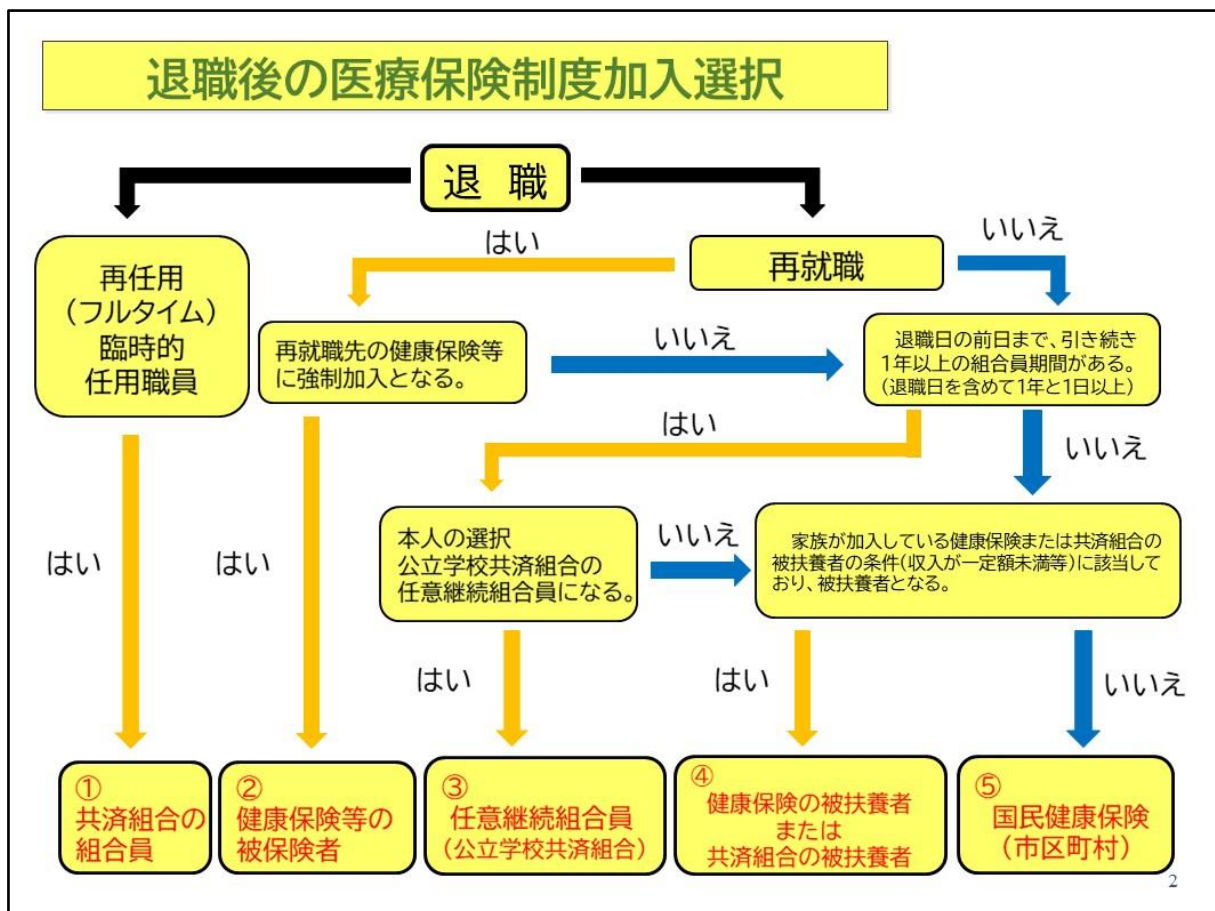 退職後の医療保険制度加入選択
退 職
はい
再就職
いいえ
再任用
(フルタイム)
臨時的
任用職員
再就職先の健康保険等
に強制加入となる。
いいえ
退職日の前日まで、引き続き
1年以上の組合員期間がある。
(退職日を含めて1年と1日以上)
はい
いいえ
本人の選択
公立学校共済組合の
任意継続組合員になる。
いいえ
家族が加入している健康保険または共済組合の
被扶養者の条件(収入が一定額未満等)に該当して
おり、被扶養者となる。
はい
はい
はい
はい
いいえ
①
共済組合の
組合員
②
健康保険等の
被保険者
③
任意継続組合員
(公立学校共済組合)
④
健康保険の被扶養者
または
共済組合の被扶養者
⑤
国民健康保険
(市区町村)
2